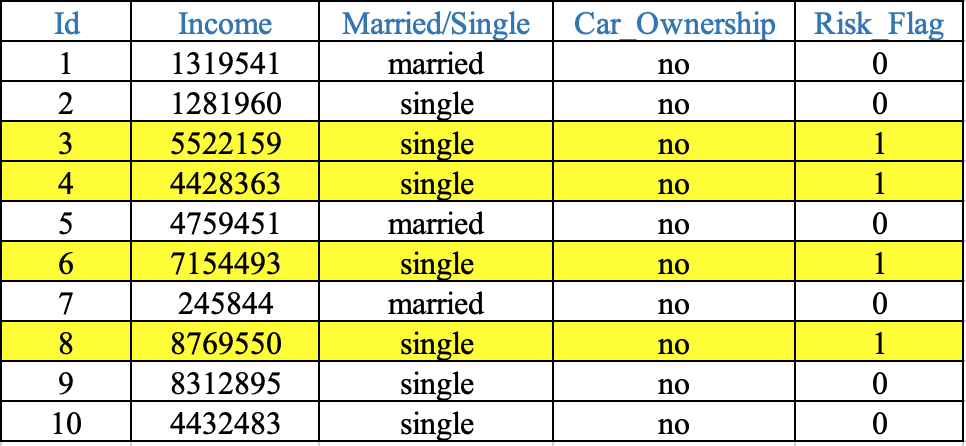 Id Income Married/Single Car_Ownership Risk_Flag
1 1319541 married no 0
2 1281960 single no 0
3 5522159 single no 1
4 4428363 single no 1
5 4759451 married no 0
6 7154493 single no 1
7 245844 married no 0
8 8769550 single no 1
9 8312895 single no 0
10 4432483 single no 0